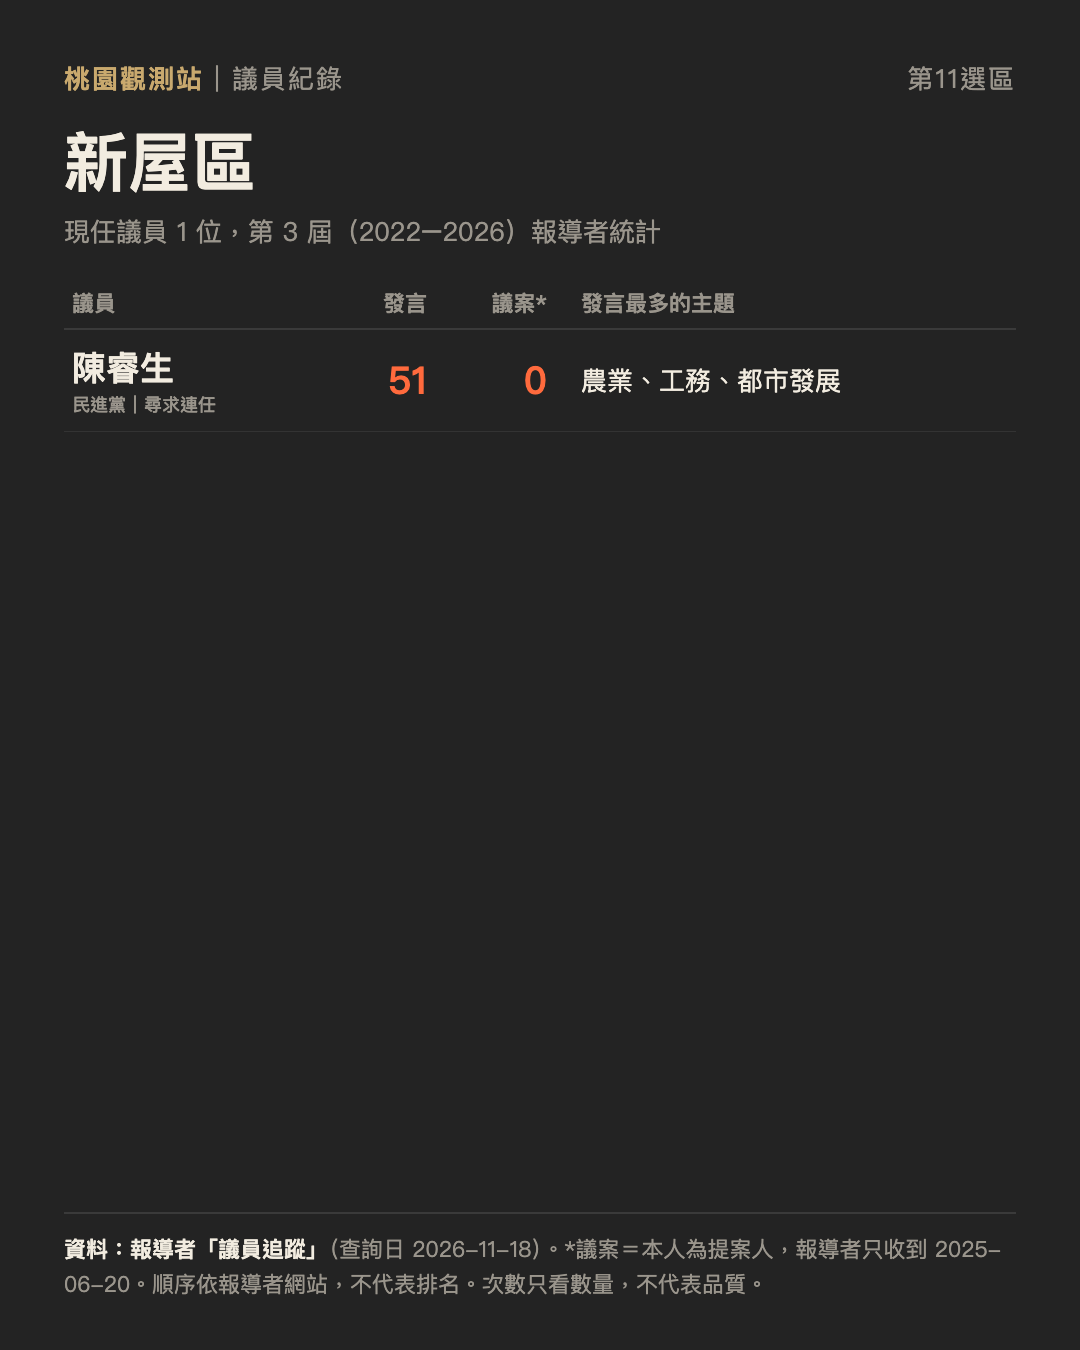 桃園觀測站｜議員紀錄 第11選區
新屋區
現任議員 1 位，第 3 屆（2022—2026）報導者統計
議員 發言 議案* 發言最多的主題
陳睿生 51 0 農業、工務、都市發展
民進黨｜尋求連任
資料：報導者「議員追蹤」（查詢日 2026-11-18）。*議案＝本人為提案人，報導者只收到 2025-
06-20。順序依報導者網站，不代表排名。次數只看數量，不代表品質。